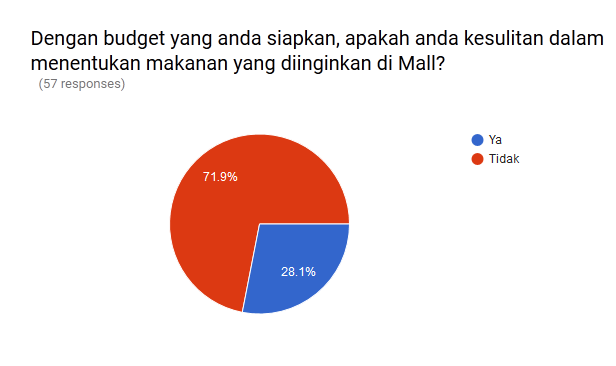 Dengan budget yang anda siapkan, apakah anda kesulitan dalam
menentukan makanan yang diinginkan di Mall?
(57 responses)
Ya
Tidak
71.9%
28.1%